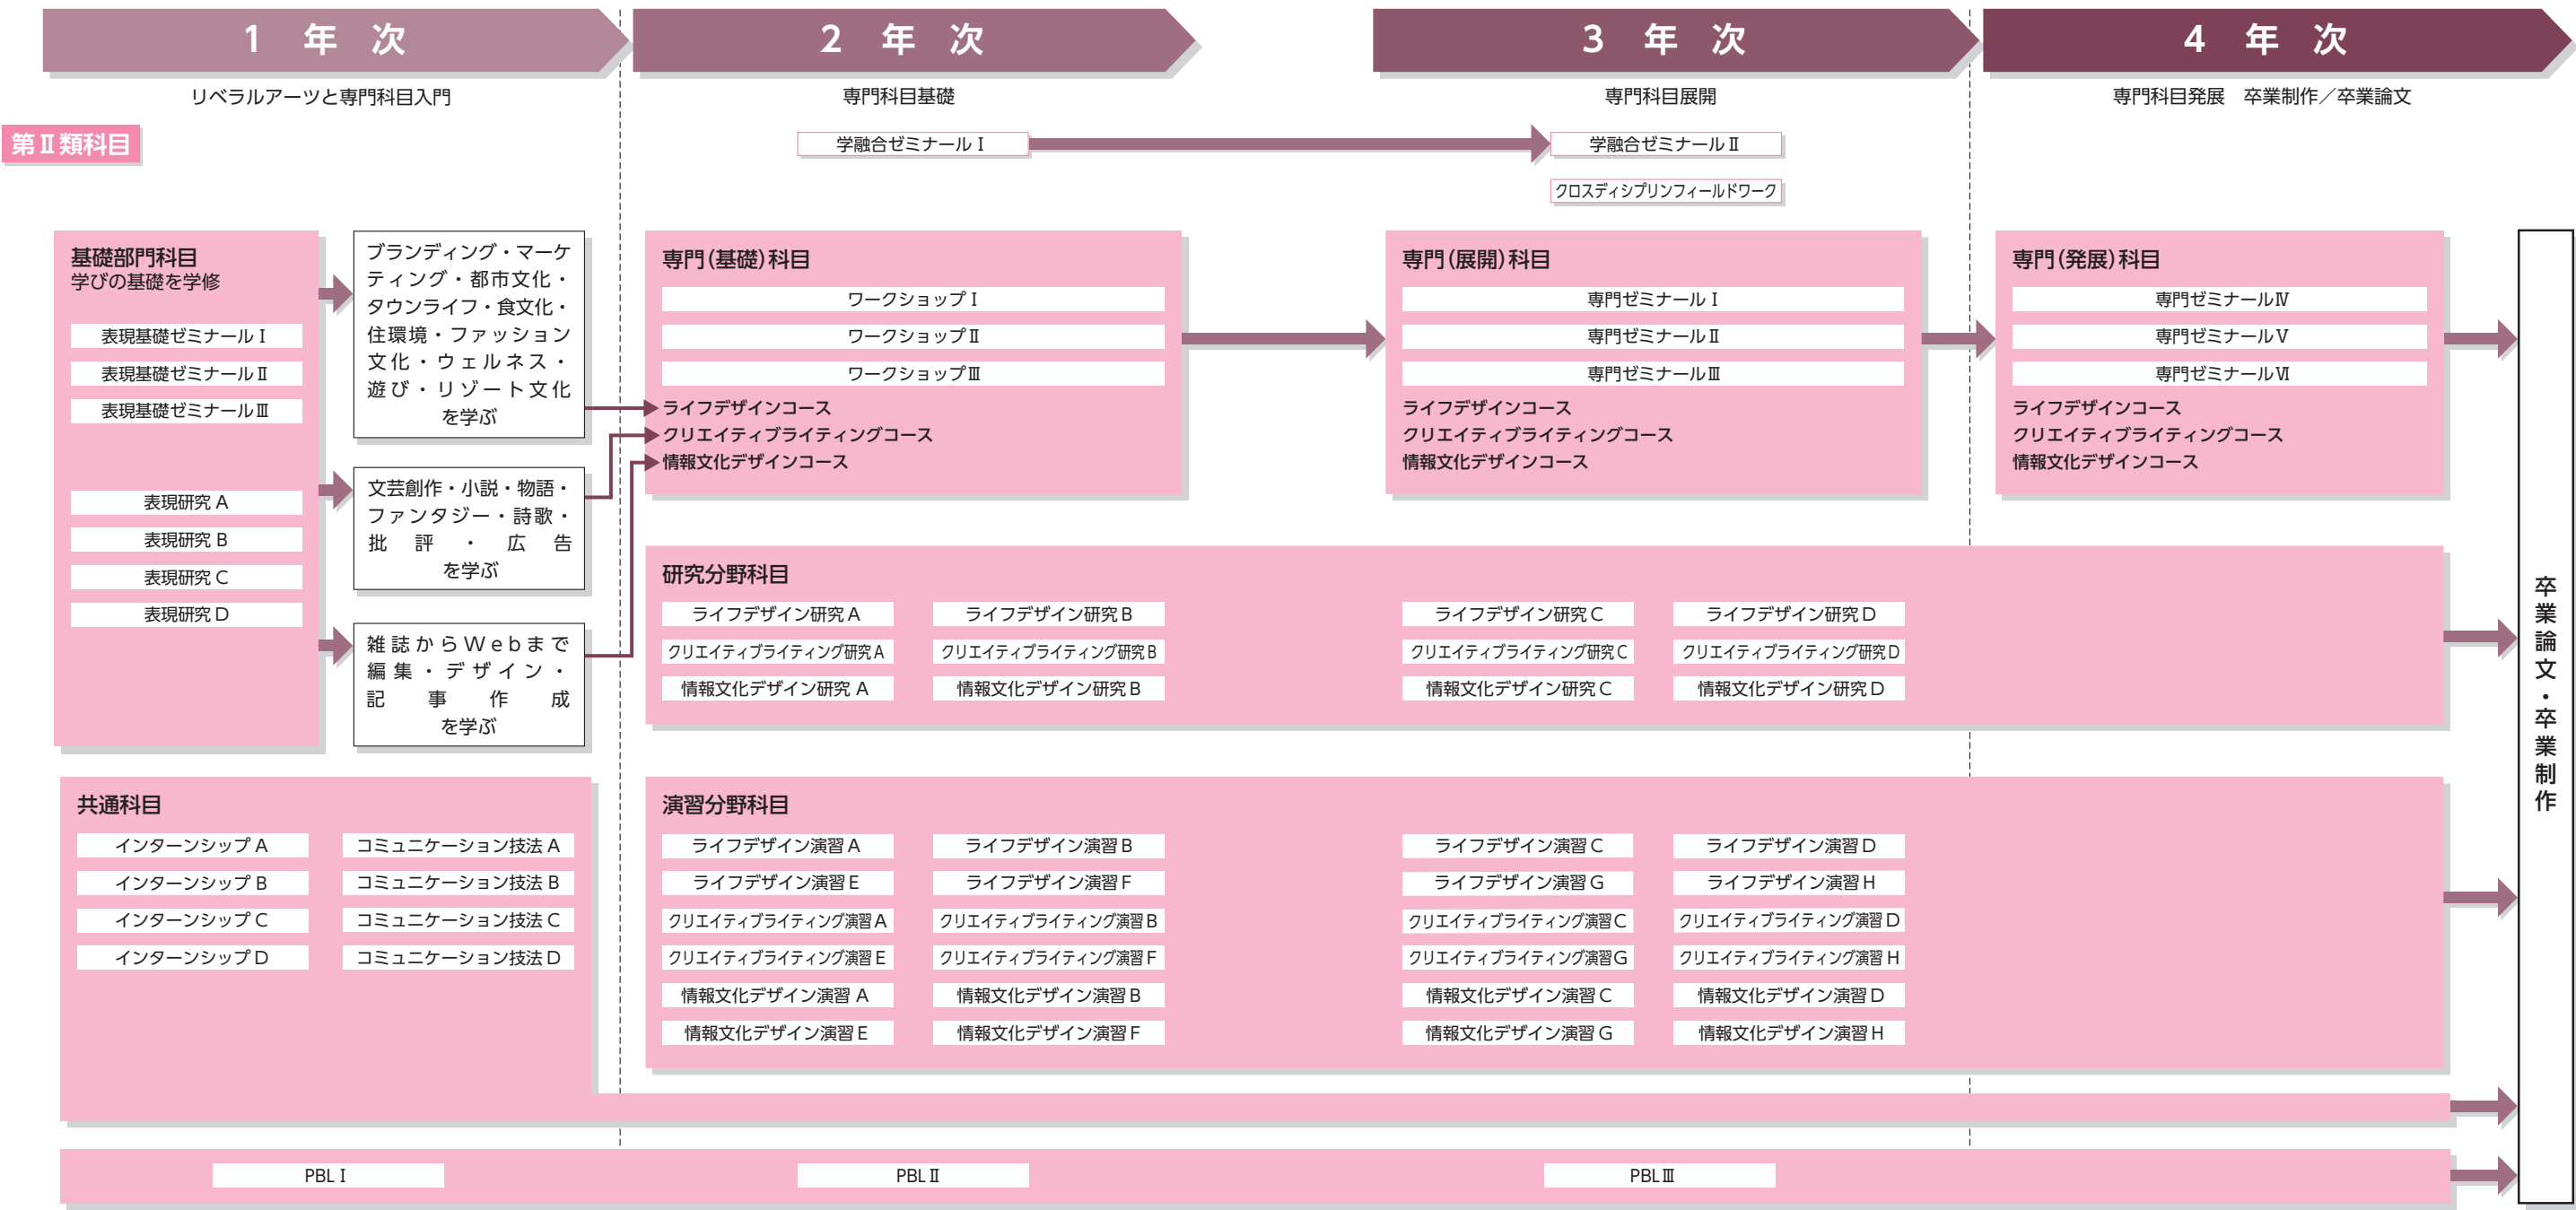 1 年 次
2 年 次
3 年 次
4 年 次
リベラルアーツと専門科目入門
専門科目基礎
専門科目展開
専門科目発展　卒業制作／卒業論文
第Ⅱ類科目
学融合ゼミナールⅠ
学融合ゼミナールⅡ
クロスディシプリンフィールドワーク
基礎部門科目
学びの基礎を学修
表現基礎ゼミナールⅠ
表現基礎ゼミナールⅡ
表現基礎ゼミナールⅢ
表現研究 A
表現研究 B
表現研究 C
表現研究 D
ブランディング・マーケ
ティング・都市文化・
タウンライフ・食文化・
住環境・ファッション
文化・ウェルネス・
遊び・リゾート文化
を学ぶ
文芸創作・小説・物語・
ファンタジー・詩歌・
批評・広告
を学ぶ
雑誌からWebまで
編集・デザイン・
記事作成
を学ぶ
専門(基礎)科目
ワークショップⅠ
ワークショップⅡ
ワークショップⅢ
ライフデザインコース
クリエイティブライティングコース
情報文化デザインコース
専門(展開)科目
専門ゼミナールⅠ
専門ゼミナールⅡ
専門ゼミナールⅢ
ライフデザインコース
クリエイティブライティングコース
情報文化デザインコース
専門(発展)科目
専門ゼミナールⅣ
専門ゼミナールⅤ
専門ゼミナールⅥ
ライフデザインコース
クリエイティブライティングコース
情報文化デザインコース
研究分野科目
ライフデザイン研究 A
ライフデザイン研究 B
ライフデザイン研究 C
ライフデザイン研究 D
クリエイティブライティング研究 A
クリエイティブライティング研究 B
クリエイティブライティング研究 C
クリエイティブライティング研究 D
情報文化デザイン研究 A
情報文化デザイン研究 B
情報文化デザイン研究 C
情報文化デザイン研究 D
共通科目
インターンシップ A
コミュニケーション技法 A
インターンシップ B
コミュニケーション技法 B
インターンシップ C
コミュニケーション技法 C
インターンシップ D
コミュニケーション技法 D
演習分野科目
ライフデザイン演習 A
ライフデザイン演習 B
ライフデザイン演習 C
ライフデザイン演習 D
ライフデザイン演習 E
ライフデザイン演習 F
ライフデザイン演習 G
ライフデザイン演習 H
クリエイティブライティング演習 A
クリエイティブライティング演習 B
クリエイティブライティング演習 C
クリエイティブライティング演習 D
クリエイティブライティング演習 E
クリエイティブライティング演習 F
クリエイティブライティング演習 G
クリエイティブライティング演習 H
情報文化デザイン演習 A
情報文化デザイン演習 B
情報文化デザイン演習 C
情報文化デザイン演習 D
情報文化デザイン演習 E
情報文化デザイン演習 F
情報文化デザイン演習 G
情報文化デザイン演習 H
PBLⅠ
PBLⅡ
PBLⅢ
卒業論文・卒業制作